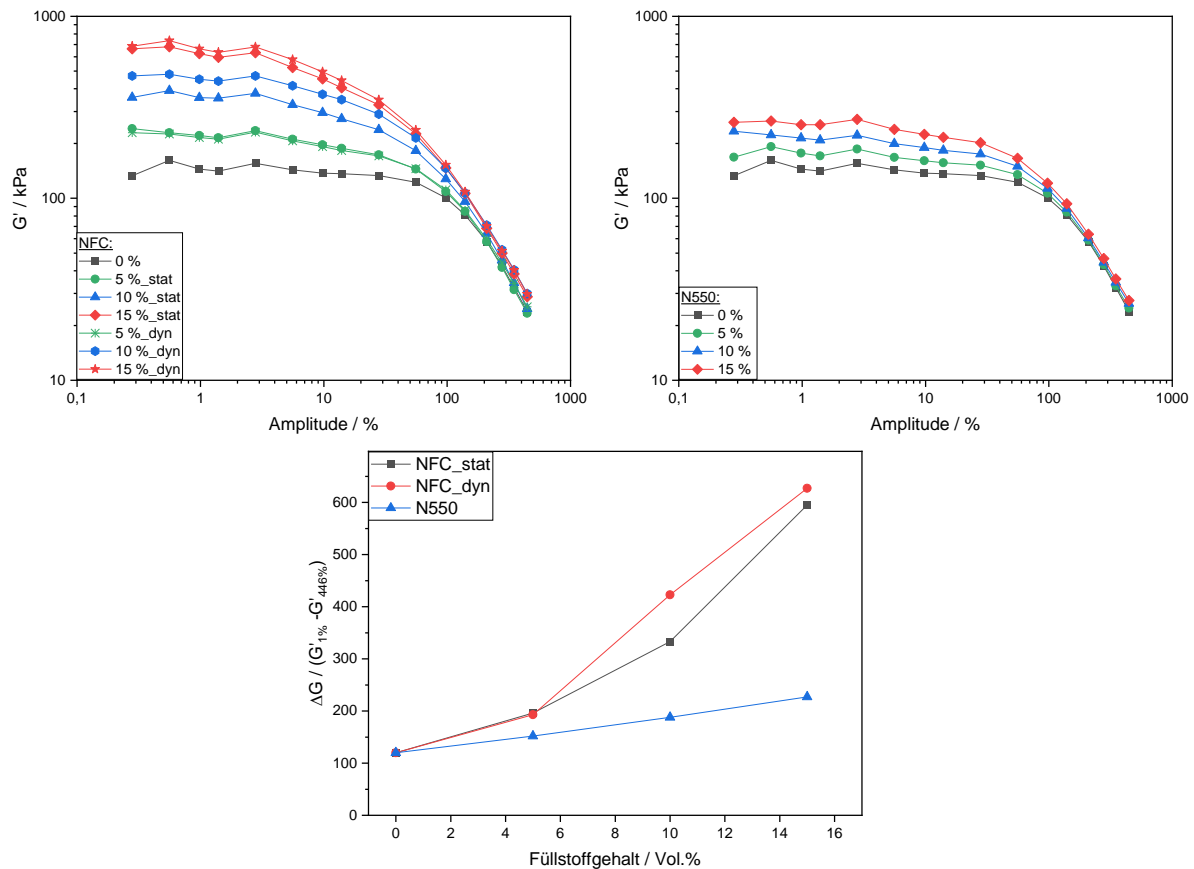 1000
100
10
0,1
1
10
100
1000
G' / kPa
Amplitude / %
NFC:
0 %
5 %_stat
10 %_stat
15 %_stat
5 %_dyn
10 %_dyn
15 %_dyn
1000
100
10
0,1
1
10
100
1000
G' / kPa
Amplitude / %
N550:
0 %
5 %
10 %
15 %
NFC_stat
NFC_dyn
N550
600
500
400
300
200
100
0
0 2 4 6 8 10 12 14 16
ΔG / (G'1% -G'446%)
Füllstoffgehalt / Vol.%